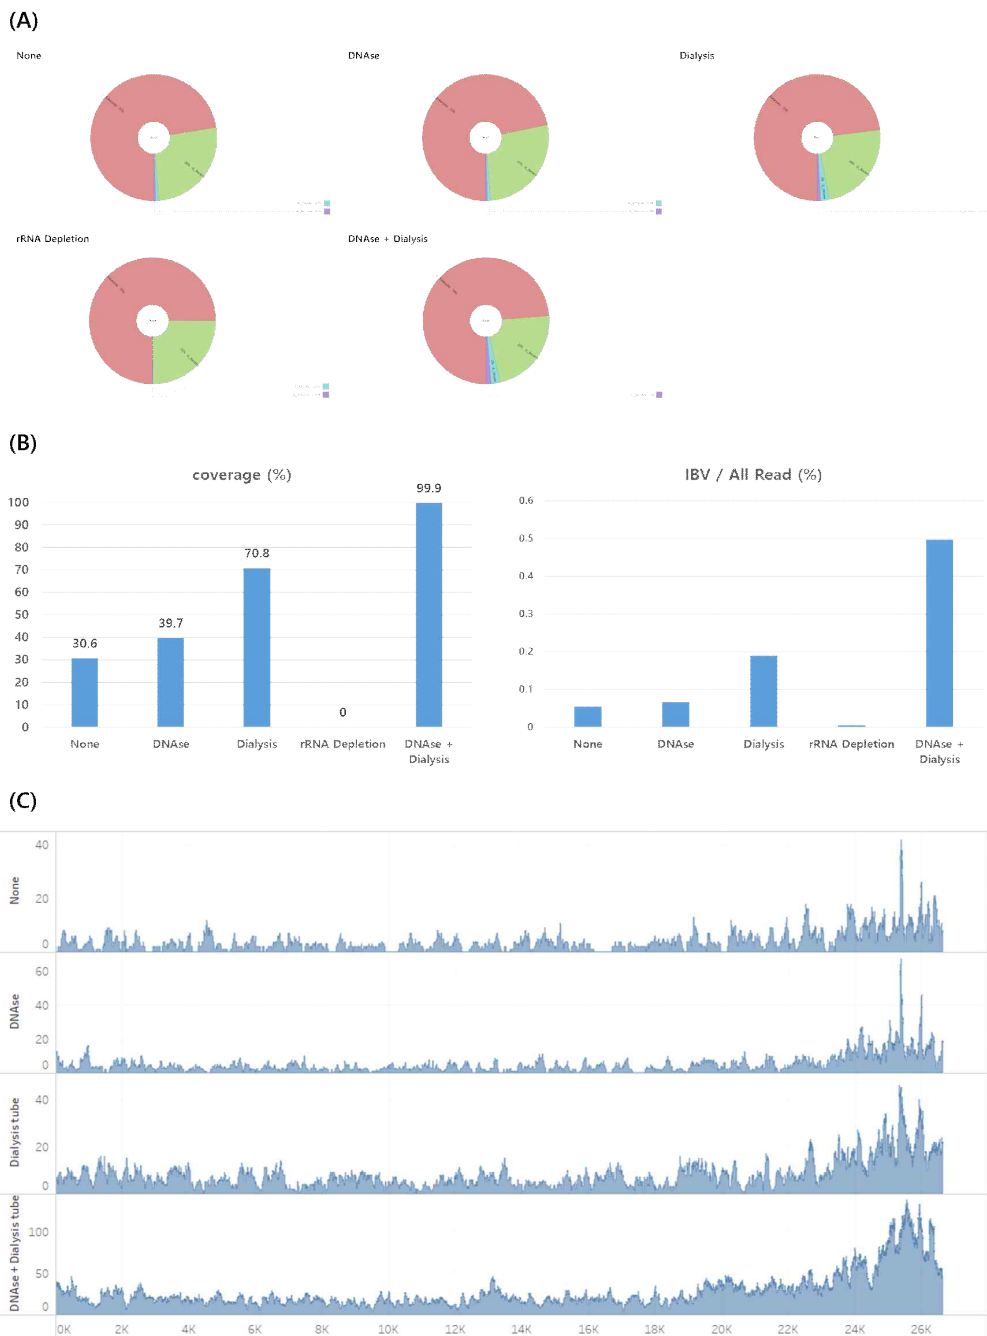 (A)
None
DNAse
Dialysis
rRNA Depletion
DNAse + Dialysis
(B)
coverage (%)
100
90
80
70
60
50
40
30
20
10
0
30.6
39.7
70.8
0
99.9
None
DNAse
Dialysis
rRNA Depletion
DNAse +
Dialysis
IBV / All Read (%)
0.6
0.5
0.4
0.3
0.2
0.1
0
None
DNAse
Dialysis
rRNA Depletion
DNAse +
Dialysis
(C)
None
40
20
0
DNAse
60
40
20
0
Dialysis tube
40
20
0
DNAse + Dialysis tube
100
50
0
0K 2K 4K 6K 8K 10K 12K 14K 16K 18K 20K 22K 24K 26K